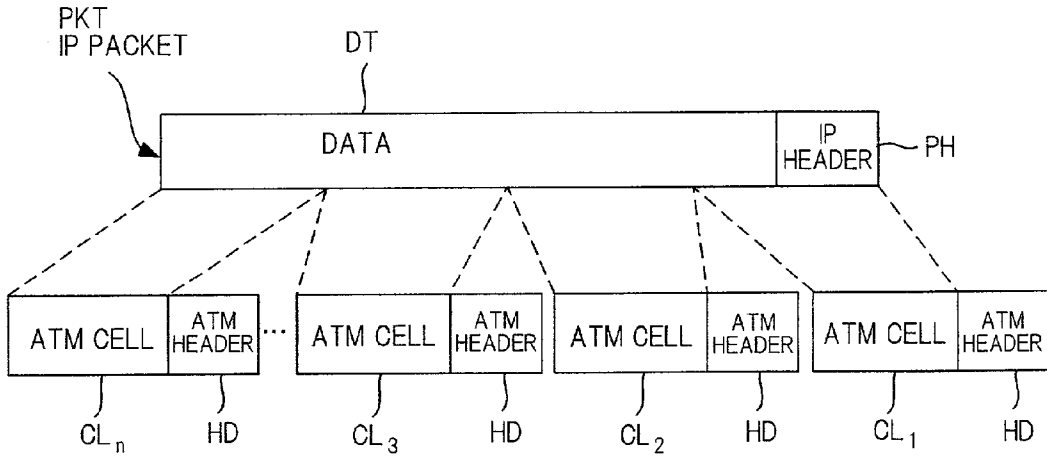 PKT
IP PACKET
DT
DATA
IP
HEADER
PH
ATM CELL
ATM
HEADER
...
ATM CELL
ATM
HEADER
ATM CELL
ATM
HEADER
ATM CELL
ATM
HEADER
CLn
HD
CL3
HD
CL2
HD
CL1
HD